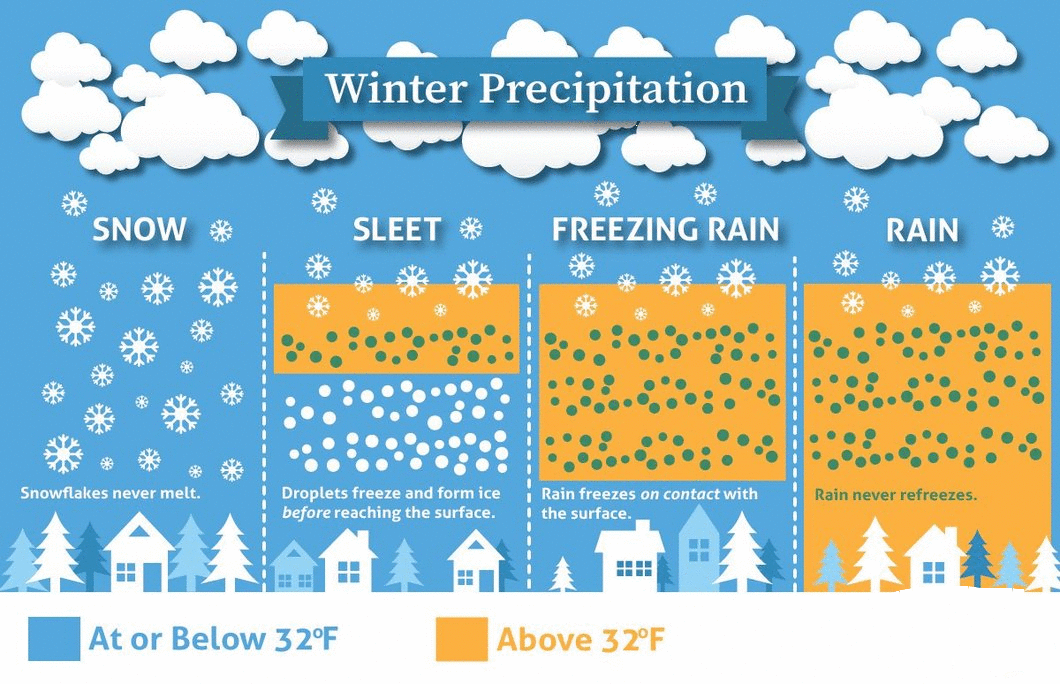 Winter Precipitation
SNOW
SLEET
FREEZING RAIN
RAIN
Snowflakes never melt.
Droplets freeze and form ice
before reaching the surface.
Rain freezes on contact with
the surface.
Rain never refreezes.
At or Below 32ºF
Above 32ºF